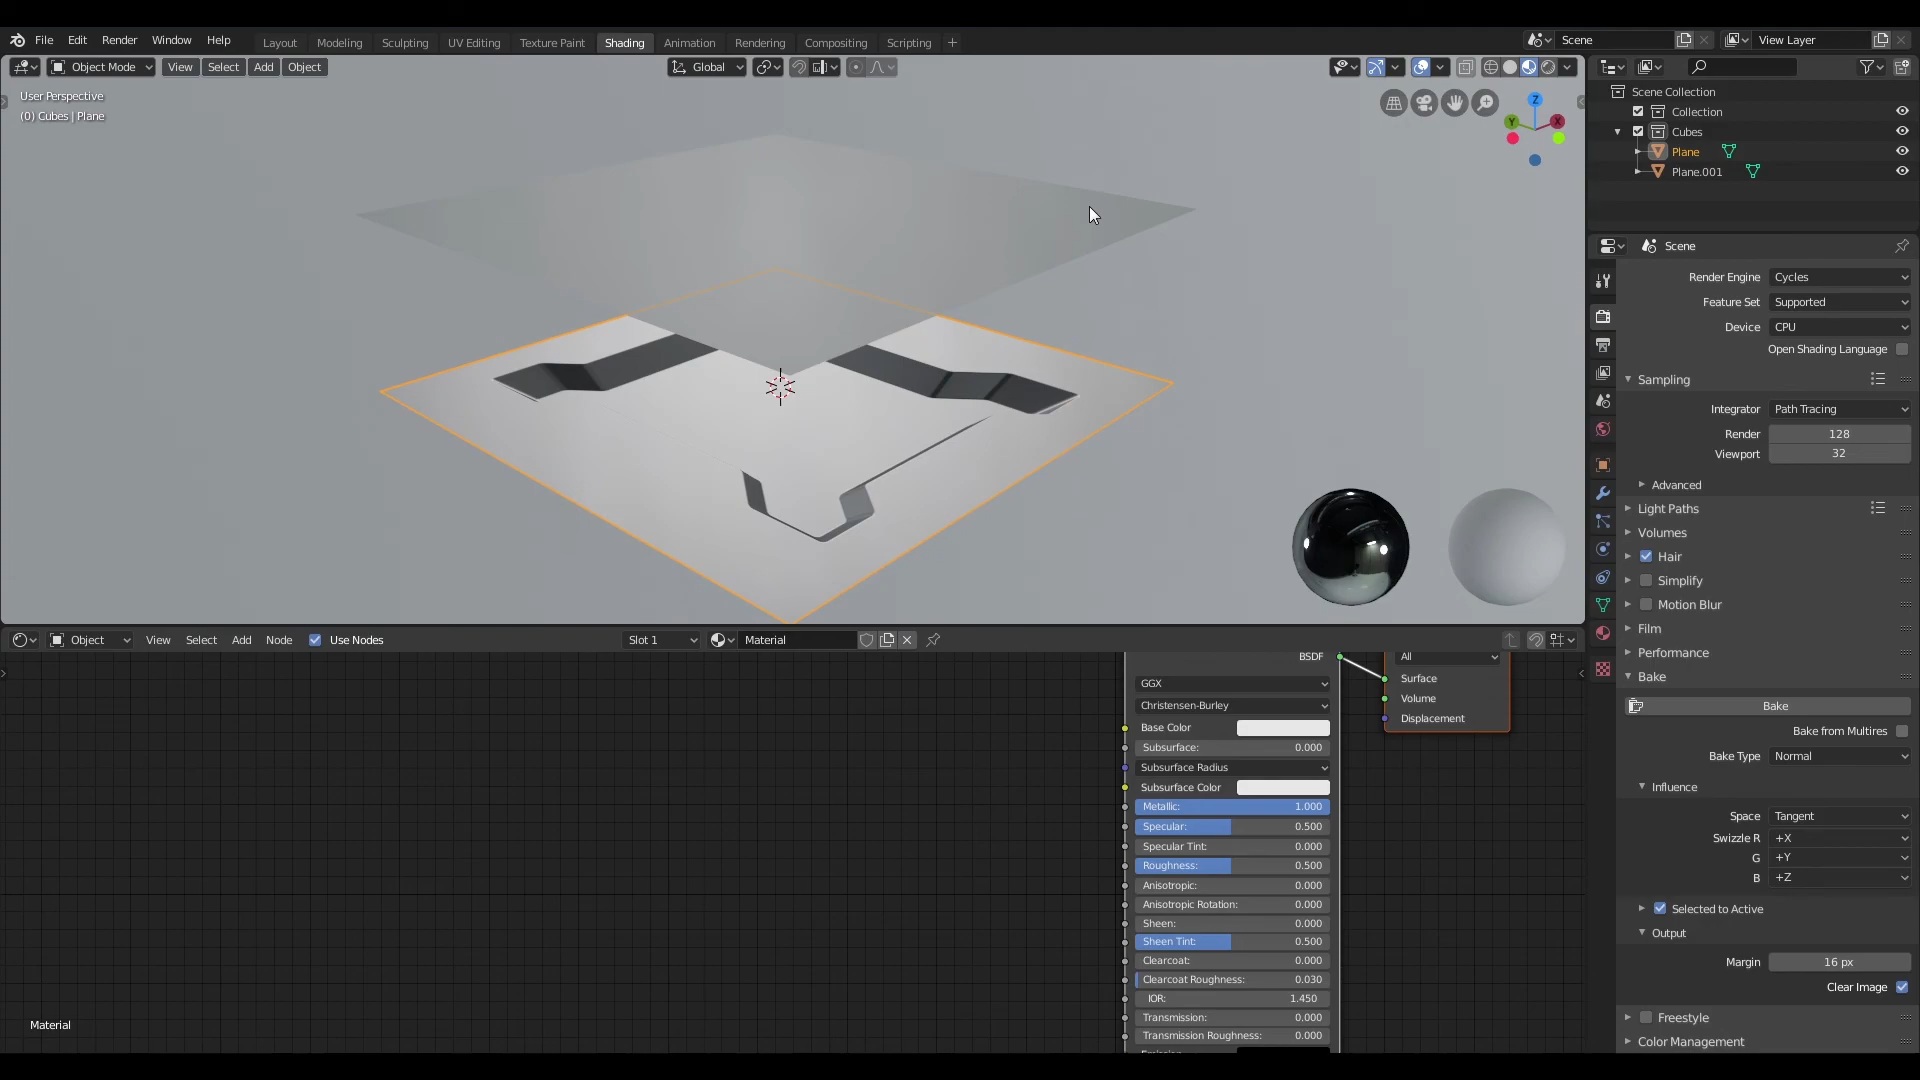 File Edit Render Window Help Layout Modeling Sculpting UV Editing Texture Paint Shading Animation Rendering Compositing Scripting + Scene View Layer
Object Mode View Select Add Object Global
User Perspective
(0) Cubes | Plane
Z
Y
X
Scene Collection
Collection
Cubes
Plane
Plane.001
Scene
Render Engine Cycles
Feature Set Supported
Device CPU
Open Shading Language
Sampling
Integrator Path Tracing
Render 128
Viewport 32
Advanced
Light Paths
Volumes
Hair
Simplify
Motion Blur
Film
Performance
Bake
Bake
Bake from Multires
Bake Type Normal
Influence
Space Tangent
Swizzle R +X
G +Y
B +Z
Selected to Active
Output
Margin 16 px
Clear Image
Freestyle
Color Management
Object View Select Add Node Use Nodes Slot 1 Material
BSDF
GGX
Christensen-Burley
Base Color
Subsurface: 0.000
Subsurface Radius
Subsurface Color
Metallic: 1.000
Specular: 0.500
Specular Tint: 0.000
Roughness: 0.500
Anisotropic: 0.000
Anisotropic Rotation: 0.000
Sheen: 0.000
Sheen Tint: 0.500
Clearcoat: 0.000
Clearcoat Roughness: 0.030
IOR: 1.450
Transmission: 0.000
Transmission Roughness: 0.000
All
Surface
Volume
Displacement
Material